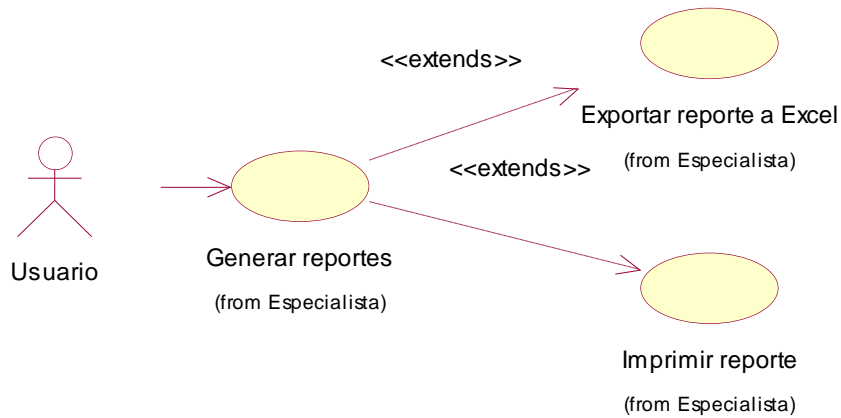 <<extends>>
Exportar reporte a Excel
(from Especialista)
<<extends>>
Usuario
Generar reportes
(from Especialista)
Imprimir reporte
(from Especialista)